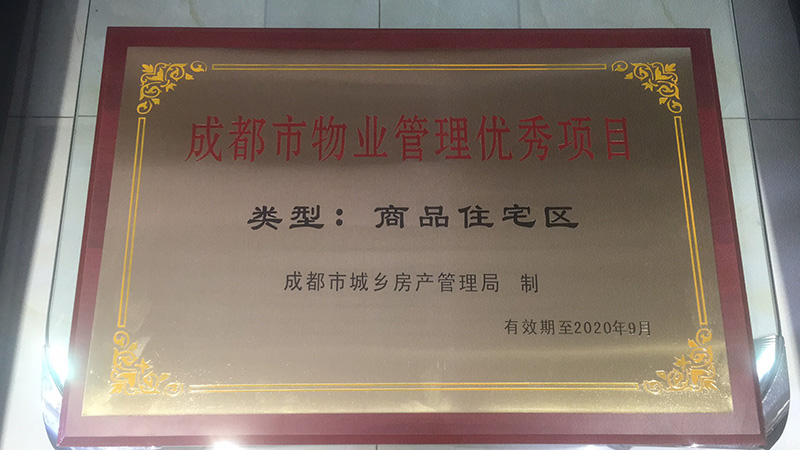 成都市物业管理优秀项目
类型：商品住宅区
成都市城乡房产管理局 制
有效期至2020年9月